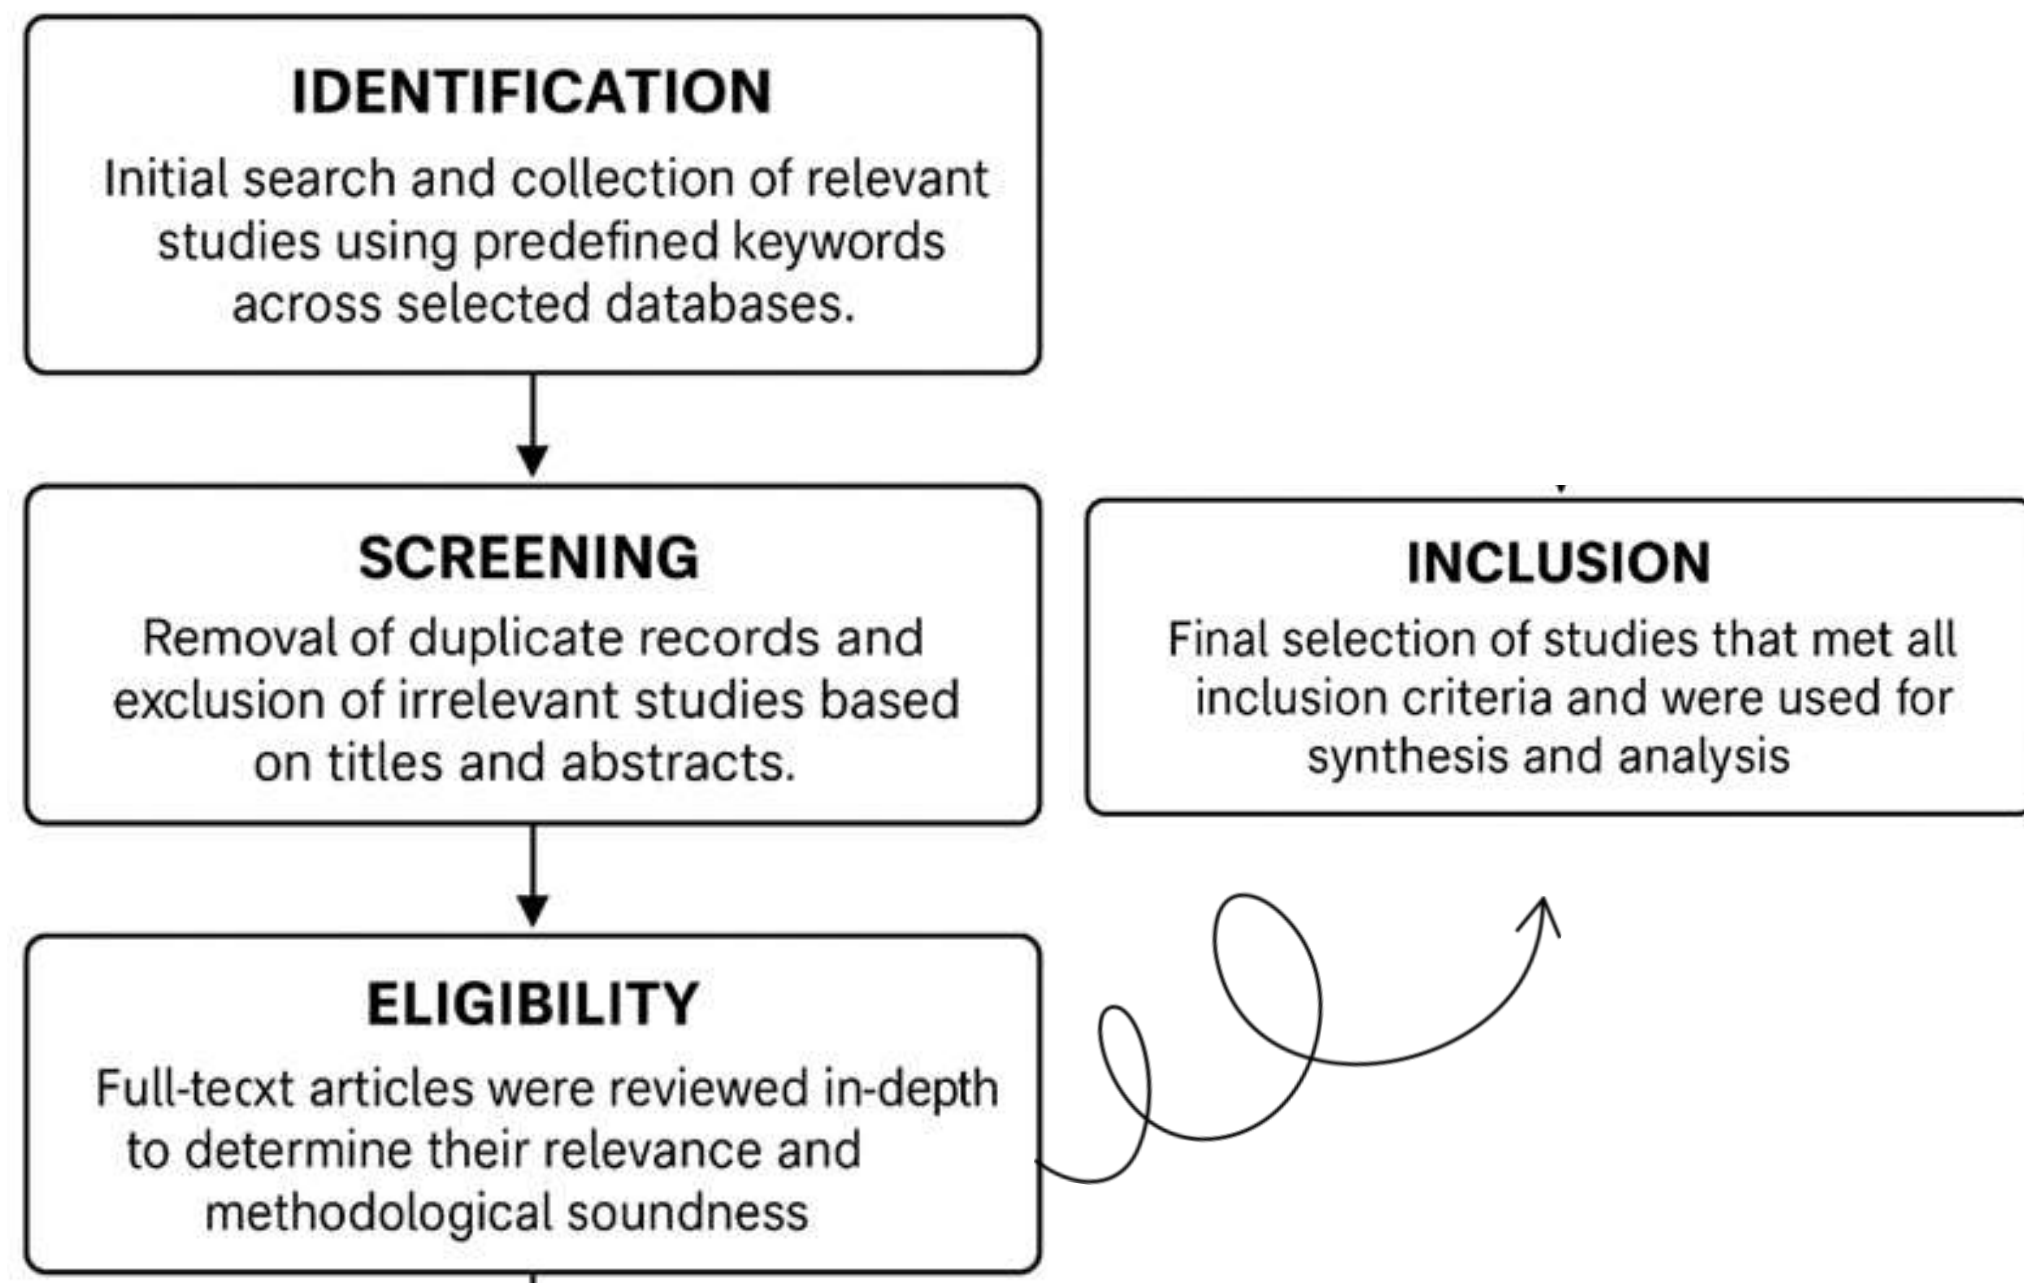 IDENTIFICATION
Initial search and collection of relevant
studies using predefined keywords
across selected databases.
SCREENING
Removal of duplicate records and
exclusion of irrelevant studies based
on titles and abstracts.
ELIGIBILITY
Full-tecxt articles were reviewed in-depth
to determine their relevance and
methodological soundness
INCLUSION
Final selection of studies that met all
inclusion criteria and were used for
synthesis and analysis